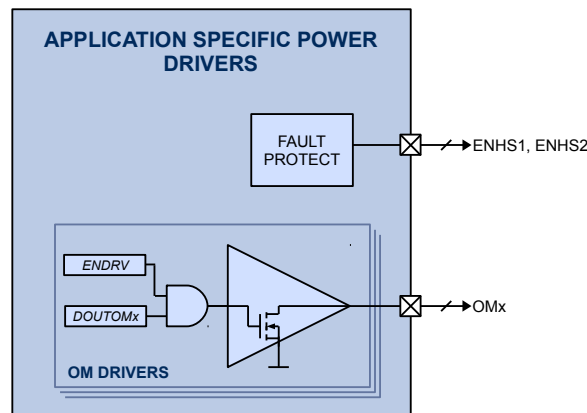 APPLICATION SPECIFIC POWER
DRIVERS
FAULT
PROTECT
ENHS1, ENHS2
ENDRV
DOUTOMx
OMx
OM DRIVERS